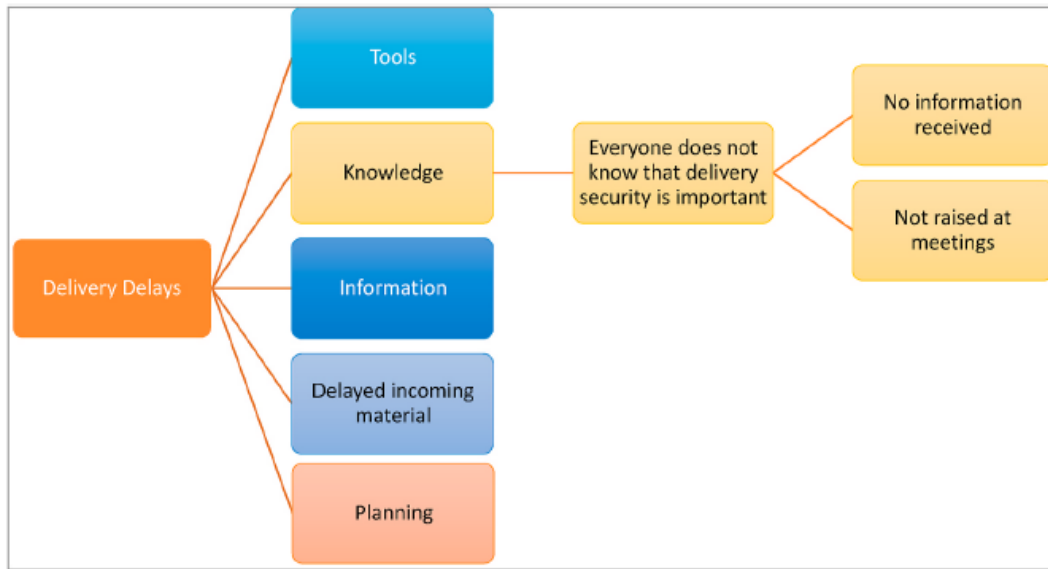 Delivery Delays
Tools
Knowledge
Information
Delayed incoming
material
Planning
Everyone does not
know that delivery
security is important
No information
received
Not raised at
meetings